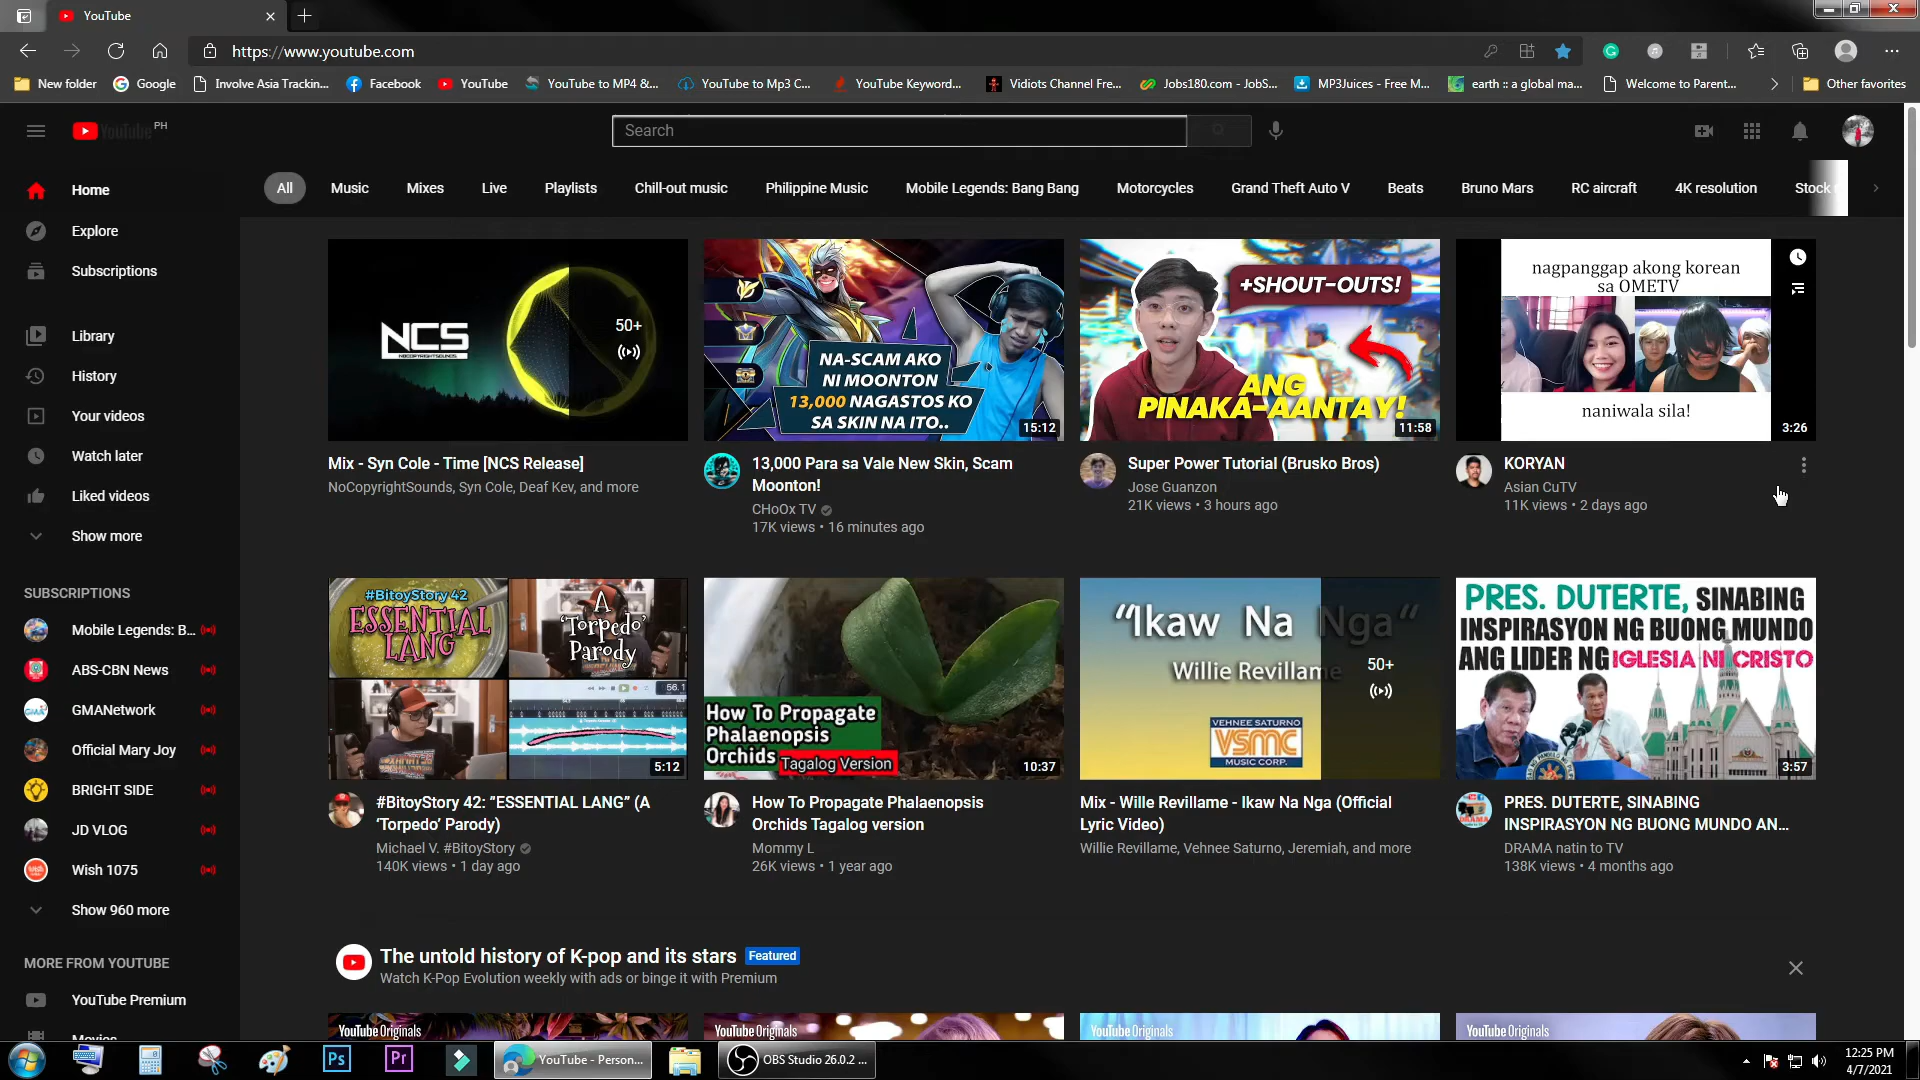 YouTube
https://www.youtube.com
New folder
Google
Involve Asia Trackin...
Facebook
YouTube
YouTube to MP4 &...
YouTube to Mp3 C...
YouTube Keyword...
Vidiots Channel Fre...
Jobs180.com - JobS...
MP3Juices - Free M...
earth :: a global ma...
Welcome to Parent...
Other favorites
YouTube PH
Search
Home
Explore
Subscriptions
Library
History
Your videos
Watch later
Liked videos
Show more
SUBSCRIPTIONS
Mobile Legends: B...
ABS-CBN News
GMANetwork
Official Mary Joy
BRIGHT SIDE
JD VLOG
Wish 1075
Show 960 more
MORE FROM YOUTUBE
YouTube Premium
Movies
All
Music
Mixes
Live
Playlists
Chill-out music
Philippine Music
Mobile Legends: Bang Bang
Motorcycles
Grand Theft Auto V
Beats
Bruno Mars
RC aircraft
4K resolution
Stock
NCS
NOCOPYRIGHTSOUNDS
50+
Mix - Syn Cole - Time [NCS Release]
NoCopyrightSounds, Syn Cole, Deaf Kev, and more
NA-SCAM AKO
NI MOONTON
13,000 NAGASTOS KO
SA SKIN NA ITO..
15:12
13,000 Para sa Vale New Skin, Scam
Moonton!
CHoOx TV
17K views • 16 minutes ago
+SHOUT-OUTS!
ANG
PINAKA-AANTAY!
11:58
Super Power Tutorial (Brusko Bros)
Jose Guanzon
21K views • 3 hours ago
nagpanggap akong korean
sa OMETV
naniwala sila!
3:26
KORYAN
Asian CuTV
11K views • 2 days ago
#BitoyStory 42
ESSENTIAL
LANG
A
'Torpedo'
Parody
56.1
5:12
#BitoyStory 42: “ESSENTIAL LANG” (A
‘Torpedo’ Parody)
Michael V. #BitoyStory
140K views • 1 day ago
How To Propagate
Phalaenopsis
Orchids Tagalog Version
10:37
How To Propagate Phalaenopsis
Orchids Tagalog version
Mommy L
26K views • 1 year ago
“Ikaw Na Nga”
Willie Revillame
50+
VEHNEE SATURNO
VSMC
MUSIC CORP.
Mix - Wille Revillame - Ikaw Na Nga (Official
Lyric Video)
Willie Revillame, Vehnee Saturno, Jeremiah, and more
PRES. DUTERTE, SINABING
INSPIRASYON NG BUONG MUNDO
ANG LIDER NG IGLESIA NI CRISTO
3:57
PRES. DUTERTE, SINABING
INSPIRASYON NG BUONG MUNDO AN...
DRAMA natin to TV
138K views • 4 months ago
The untold history of K-pop and its stars Featured
Watch K-Pop Evolution weekly with ads or binge it with Premium
YouTube Originals
YouTube Originals
YouTube Originals
YouTube Originals
Ps
Pr
YouTube - Person...
OBS Studio 26.0.2 ...
12:25 PM
4/7/2021